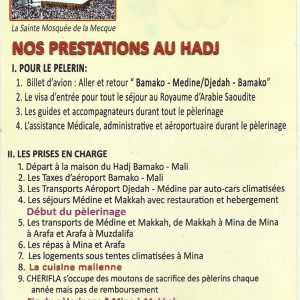 La Sainte Mosquée de la Mecque
NOS PRESTATIONS AU HADJ
I. POUR LE PELERIN:
1. Billet d'avion : Aller et retour " Bamako - Medine/Djedah - Bamako"
2. Le visa d'entrée pour tout le séjour au Royaume d'Arabie Saoudite
3. Les guides et accompagnateurs durant tout le pèlerinage
4. L'assistance Médicale, administrative et aéroportuaire durant le pèlerinage
II. LES PRISES EN CHARGE
1. Départ à la maison du Hadj Bamako - Mali
2. Les Taxes d'aéroport Bamako - Mali
3. Les Transports Aéroport Djedah - Médine par auto-cars climatisées
4. Les séjours Médine et Makkah avec restauration et hebergement
Début du pèlerinage
5. Les transports de Médine et Makkah, de Makkah à Mina de Mina
à Arafa et Arafa à Muzdalifa
6. Les répas à Mina et Arafa
7. Les logements sous tentes climatisées à Mina
8. La cuisine malienne
9. CHERIFLA s'occupe des moutons de sacrifice des pèlerins chaque
année mais pas de remboursement